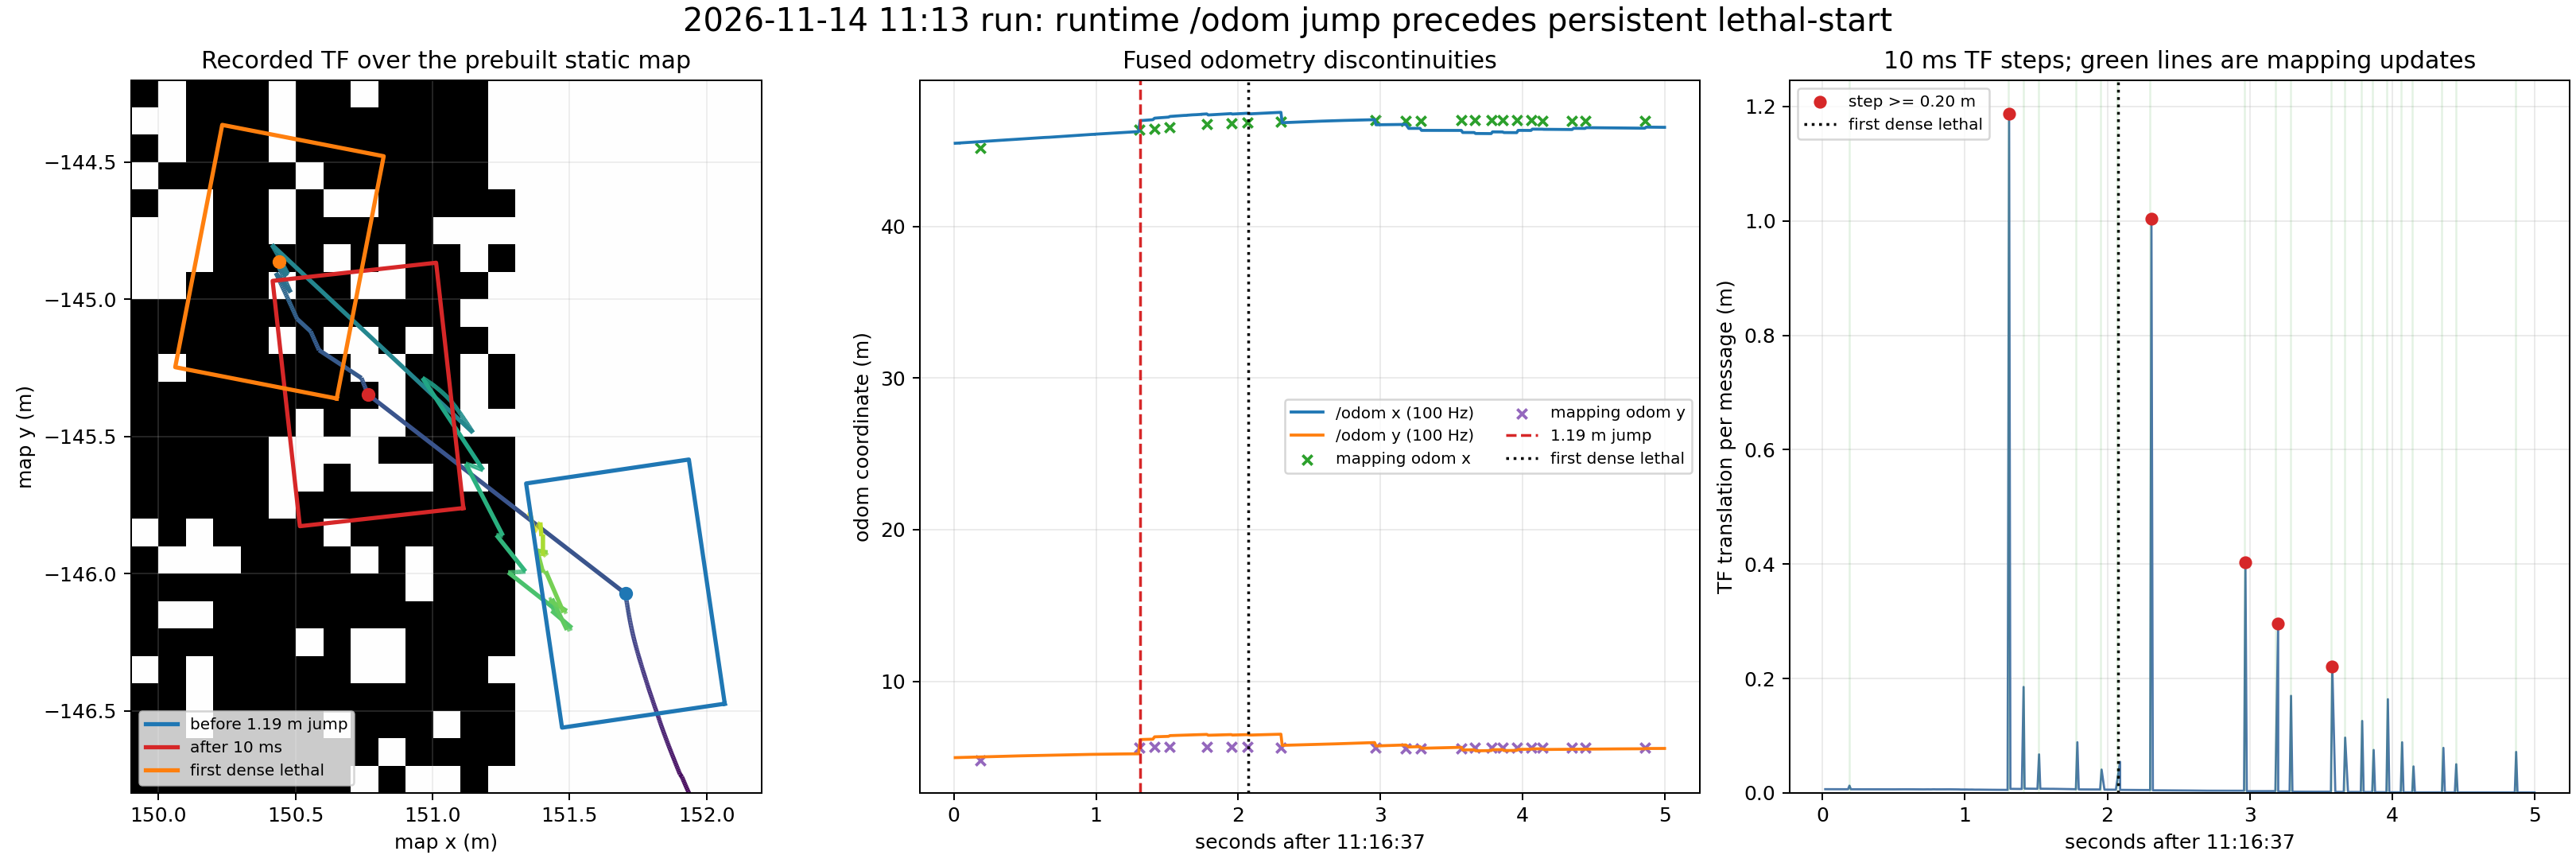 2026-11-14 11:13 run: runtime /odom jump precedes persistent lethal-start
Recorded TF over the prebuilt static map
−144.5
−145.0
−145.5
−146.0
−146.5
map y (m)
before 1.19 m jump
after 10 ms
first dense lethal
150.0 150.5 151.0 151.5 152.0
map x (m)
Fused odometry discontinuities
40
30
20
10
odom coordinate (m)
/odom x (100 Hz)
/odom y (100 Hz)
mapping odom x
mapping odom y
1.19 m jump
first dense lethal
0 1 2 3 4 5
seconds after 11:16:37
10 ms TF steps; green lines are mapping updates
step >= 0.20 m
first dense lethal
1.2
1.0
0.8
0.6
0.4
0.2
0.0
TF translation per message (m)
0 1 2 3 4 5
seconds after 11:16:37